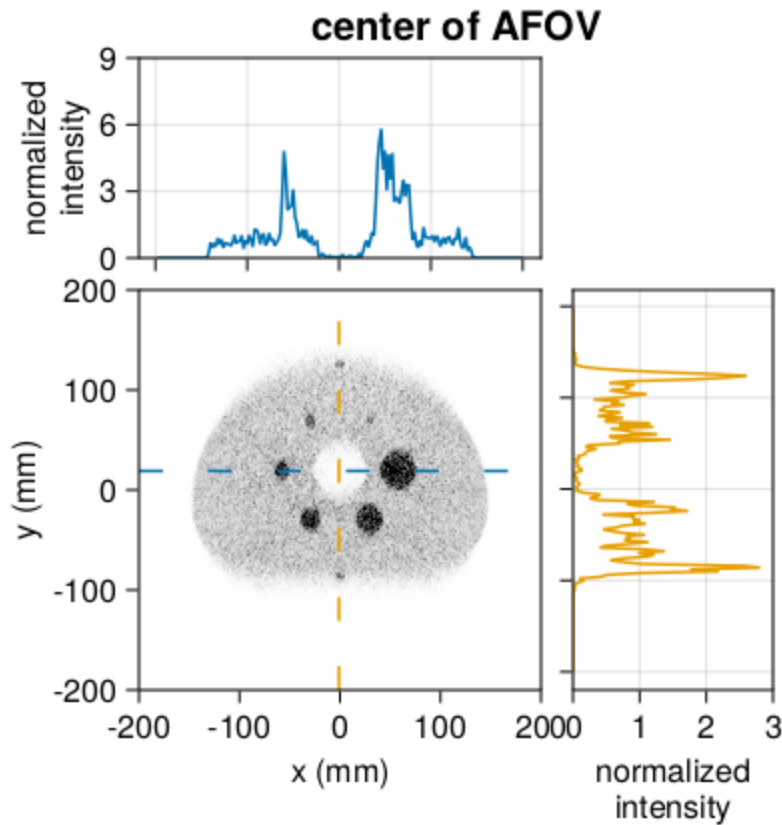 center of AFOV
normalized
intensity
9
6
3
0
200
100
0
-100
-200
y (mm)
-200 -100 0 100 200
x (mm)
0 1 2 3
normalized
intensity